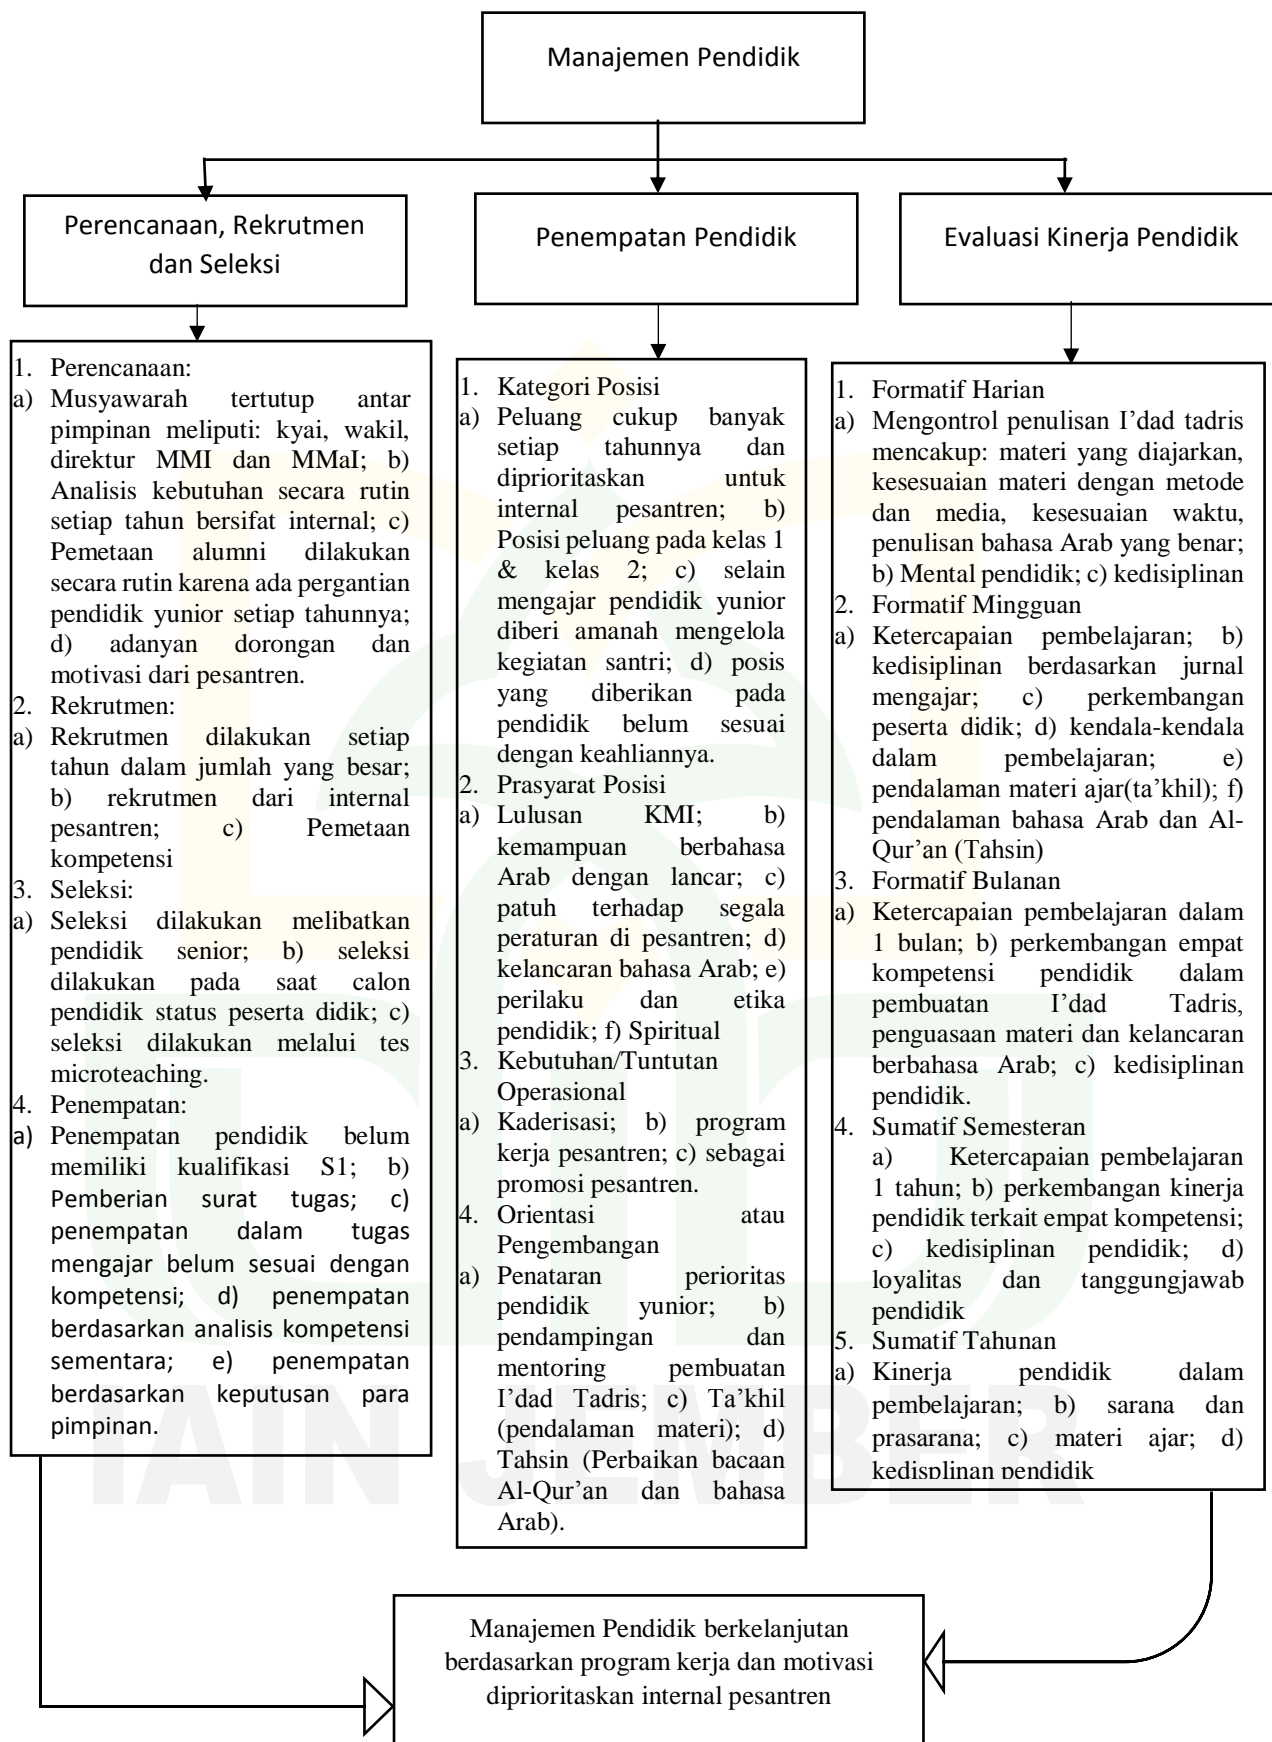 Manajemen Pendidik
Perencanaan, Rekrutmen
dan Seleksi
Penempatan Pendidik
Evaluasi Kinerja Pendidik
1. Perencanaan:
a) Musyawarah tertutup antar
pimpinan meliputi: kyai, wakil,
direktur MMI dan MMaI; b)
Analisis kebutuhan secara rutin
setiap tahun bersifat internal; c)
Pemetaan alumni dilakukan
secara rutin karena ada pergantian
pendidik yunior setiap tahunnya;
d) adanyan dorongan dan
motivasi dari pesantren.
2. Rekrutmen:
a) Rekrutmen dilakukan setiap
tahun dalam jumlah yang besar;
b) rekrutmen dari internal
pesantren; c) Pemetaan
kompetensi
3. Seleksi:
a) Seleksi dilakukan melibatkan
pendidik senior; b) seleksi
dilakukan pada saat calon
pendidik status peserta didik; c)
seleksi dilakukan melalui tes
microteaching.
4. Penempatan:
a) Penempatan pendidik belum
memiliki kualifikasi S1; b)
Pemberian surat tugas; c)
penempatan dalam tugas
mengajar belum sesuai dengan
kompetensi; d) penempatan
berdasarkan analisis kompetensi
sementara; e) penempatan
berdasarkan keputusan para
pimpinan.
1. Kategori Posisi
a) Peluang cukup banyak
setiap tahunnya dan
diprioritaskan untuk
internal pesantren; b)
Posisi peluang pada kelas 1
& kelas 2; c) selain
mengajar pendidik yunior
diberi amanah mengelola
kegiatan santri; d) posis
yang diberikan pada
pendidik belum sesuai
dengan keahliannya.
2. Prasyarat Posisi
a) Lulusan KMI; b)
kemampuan berbahasa
Arab dengan lancar; c)
patuh terhadap segala
peraturan di pesantren; d)
kelancaran bahasa Arab; e)
perilaku dan etika
pendidik; f) Spiritual
3. Kebutuhan/Tuntutan
Operasional
a) Kaderisasi; b) program
kerja pesantren; c) sebagai
promosi pesantren.
4. Orientasi atau
Pengembangan
a) Penataran perioritas
pendidik yunior; b)
pendampingan dan
mentoring pembuatan
I’dad Tadris; c) Ta’khil
(pendalaman materi); d)
Tahsin (Perbaikan bacaan
Al-Qur’an dan bahasa
Arab).
1. Formatif Harian
a) Mengontrol penulisan I’dad tadris
mencakup: materi yang diajarkan,
kesesuaian materi dengan metode
dan media, kesesuaian waktu,
penulisan bahasa Arab yang benar;
b) Mental pendidik; c) kedisiplinan
2. Formatif Mingguan
a) Ketercapaian pembelajaran; b)
kedisiplinan berdasarkan jurnal
mengajar; c) perkembangan
peserta didik; d) kendala-kendala
dalam pembelajaran; e)
pendalaman materi ajar(ta’khil); f)
pendalaman bahasa Arab dan Al-
Qur’an (Tahsin)
3. Formatif Bulanan
a) Ketercapaian pembelajaran dalam
1 bulan; b) perkembangan empat
kompetensi pendidik dalam
pembuatan I’dad Tadris,
penguasaan materi dan kelancaran
berbahasa Arab; c) kedisiplinan
pendidik.
4. Sumatif Semesteran
a) Ketercapaian pembelajaran
1 tahun; b) perkembangan kinerja
pendidik terkait empat kompetensi;
c) kedisiplinan pendidik; d)
loyalitas dan tanggungjawab
pendidik
5. Sumatif Tahunan
a) Kinerja pendidik dalam
pembelajaran; b) sarana dan
prasarana; c) materi ajar; d)
kedisplinan pendidik
IAIN JEMBER
Manajemen Pendidik berkelanjutan
berdasarkan program kerja dan motivasi
diprioritaskan internal pesantren